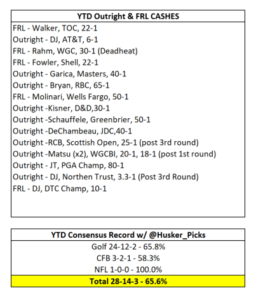 YTD Outright & FRL CASHES
FRL - Walker, TOC, 22-1
Outright - DJ, AT&T, 6-1
FRL - Rahm, WGC, 30-1 (Deadheat)
FRL - Fowler, Shell, 22-1
Outright - Garica, Masters, 40-1
Outright - Bryan, RBC, 65-1
FRL - Molinari, Wells Fargo, 50-1
Outright -Kisner, D&D,30-1
Outright -Schauffele, Greenbrier, 50-1
Outright -DeChambeau, JDC,40-1
Outright -RCB, Scottish Open, 25-1 (post 3rd round)
Outright -Matsu (x2), WGCBI, 20-1, 18-1 (post 1st round)
Outright - JT, PGA Champ, 80-1
Outright - DJ, Northen Trust, 3.3-1 (Post 3rd Round)
FRL - DJ, DTC Champ, 10-1
YTD Consensus Record w/ @Husker_Picks
Golf 24-12-2 - 65.8%
CFB 3-2-1 - 58.3%
NFL 1-0-0 - 100.0%
Total 28-14-3 - 65.6%